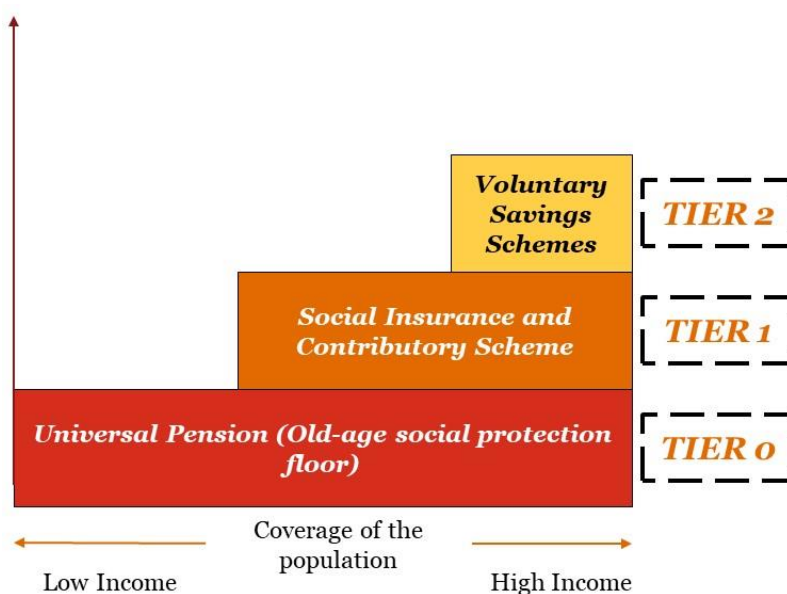 Voluntary
Savings
Schemes
TIER 2
Social Insurance and
Contributory Scheme
TIER 1
Universal Pension (Old-age social protection
floor)
TIER 0
Coverage of the
population
Low Income
High Income